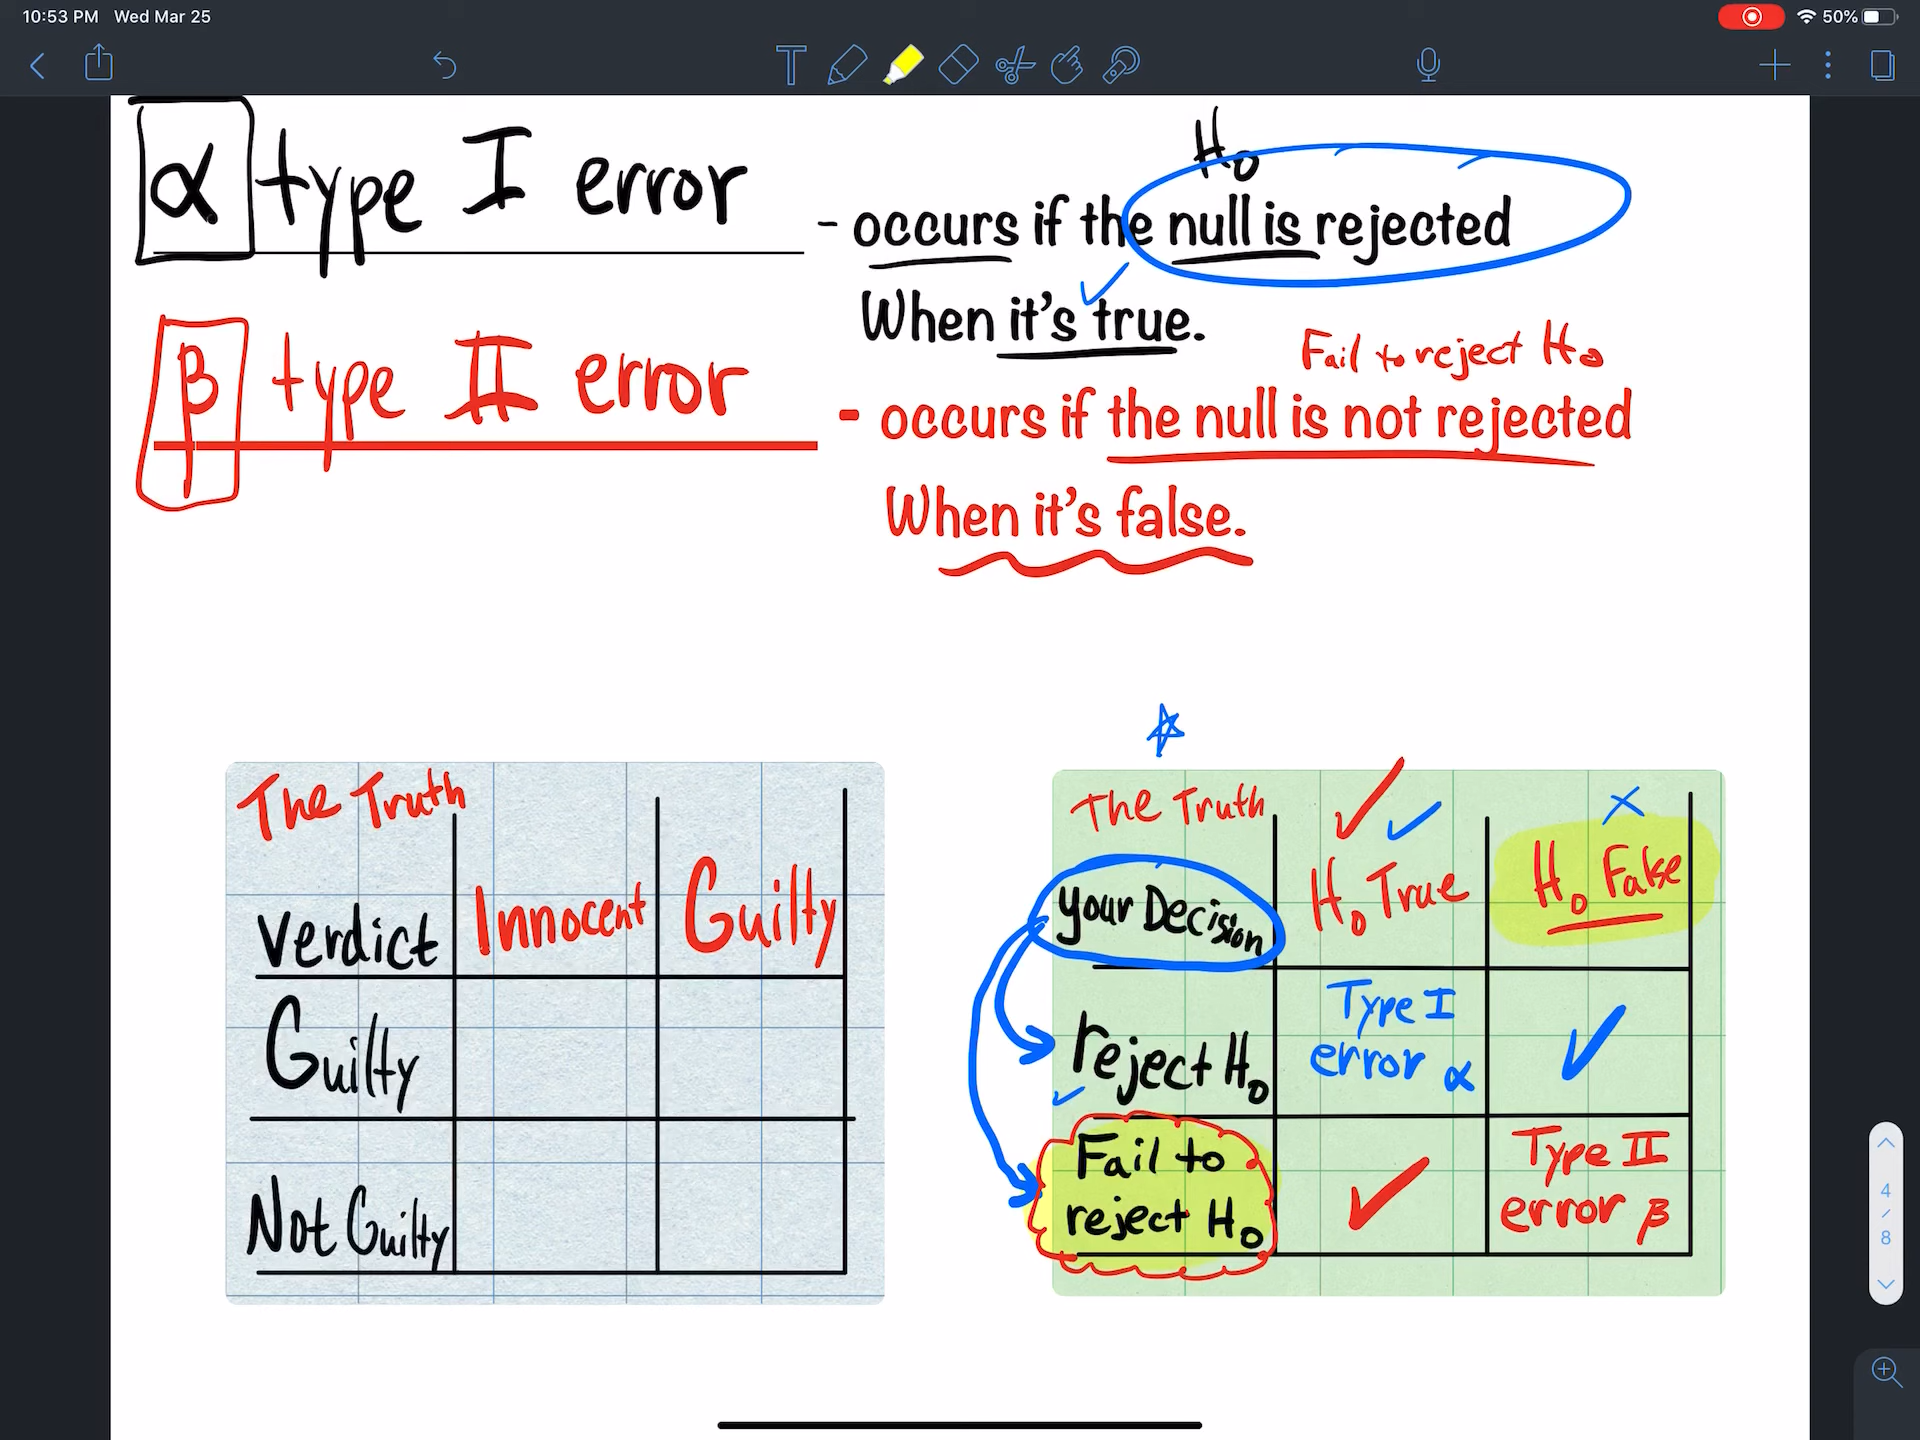 10:53 PM Wed Mar 25
50%
T
α type I error
H₀
- occurs if the null is rejected
When it's true.
β type II error
Fail to reject H₀
- occurs if the null is not rejected
When it's false.
The Truth
Verdict
Innocent
Guilty
Guilty
Not Guilty
The Truth
your Decision
H₀ True
H₀ False
reject H₀
Type I
error α
Fail to
reject H₀
Type II
error β
4
/
8